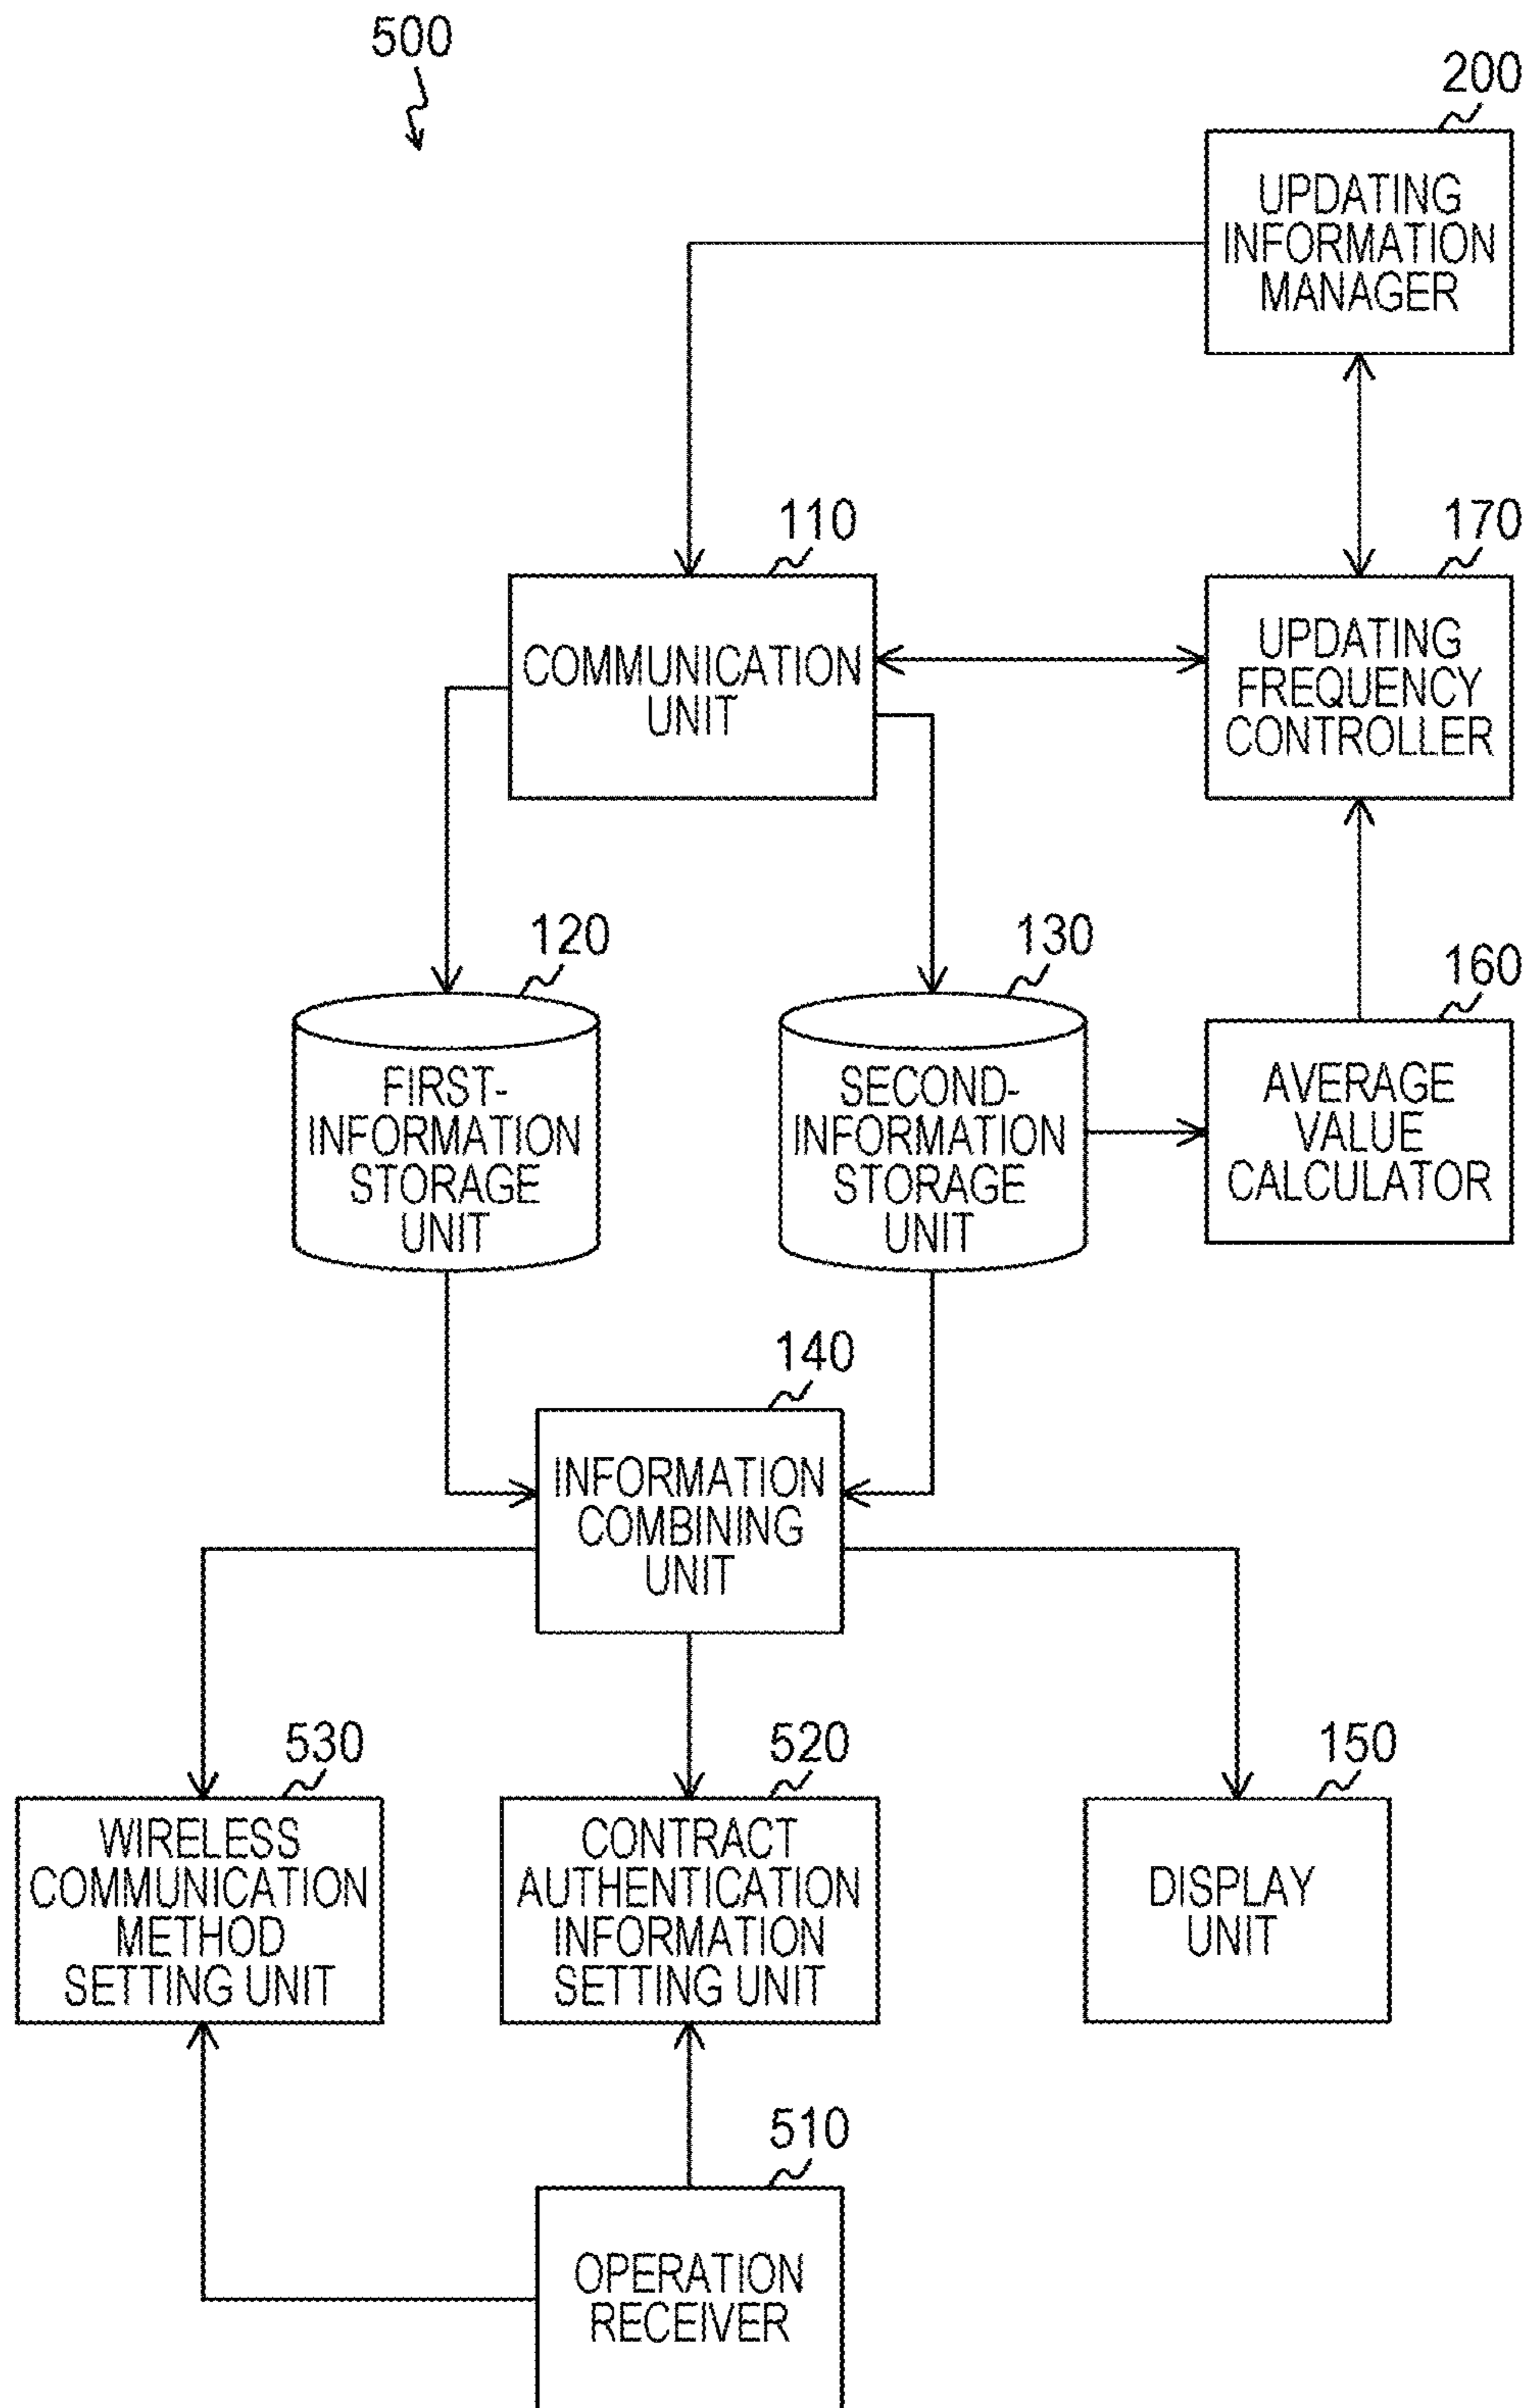 500
200
UPDATING
INFORMATION
MANAGER
110
COMMUNICATION
UNIT
170
UPDATING
FREQUENCY
CONTROLLER
120
FIRST-
INFORMATION
STORAGE
UNIT
130
SECOND-
INFORMATION
STORAGE
UNIT
160
AVERAGE
VALUE
CALCULATOR
140
INFORMATION
COMBINING
UNIT
530
WIRELESS
COMMUNICATION
METHOD
SETTING UNIT
520
CONTRACT
AUTHENTICATION
INFORMATION
SETTING UNIT
150
DISPLAY
UNIT
510
OPERATION
RECEIVER